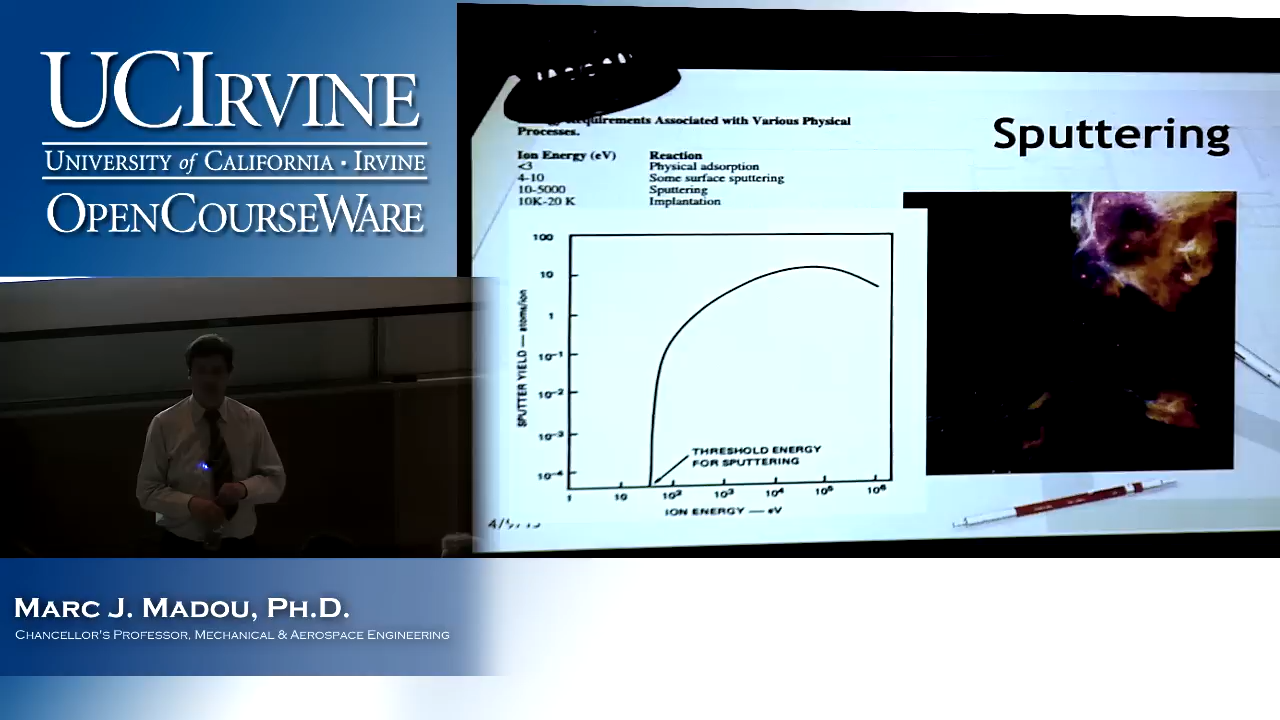 UCIRVINE
UNIVERSITY of CALIFORNIA · IRVINE
OPENCOURSEWARE
Requirements Associated with Various Physical
Processes.
Sputtering
Ion Energy (eV) Reaction
<3 Physical adsorption
4-10 Some surface sputtering
10-5000 Sputtering
10K-20 K Implantation
100
10
1
10⁻¹
10⁻²
10⁻³
10⁻⁴
SPUTTER YIELD — atoms/ion
THRESHOLD ENERGY
FOR SPUTTERING
1 10 10² 10³ 10⁴ 10⁵ 10⁶
ION ENERGY — eV
MARC J. MADOU, PH.D.
CHANCELLOR'S PROFESSOR, MECHANICAL & AEROSPACE ENGINEERING